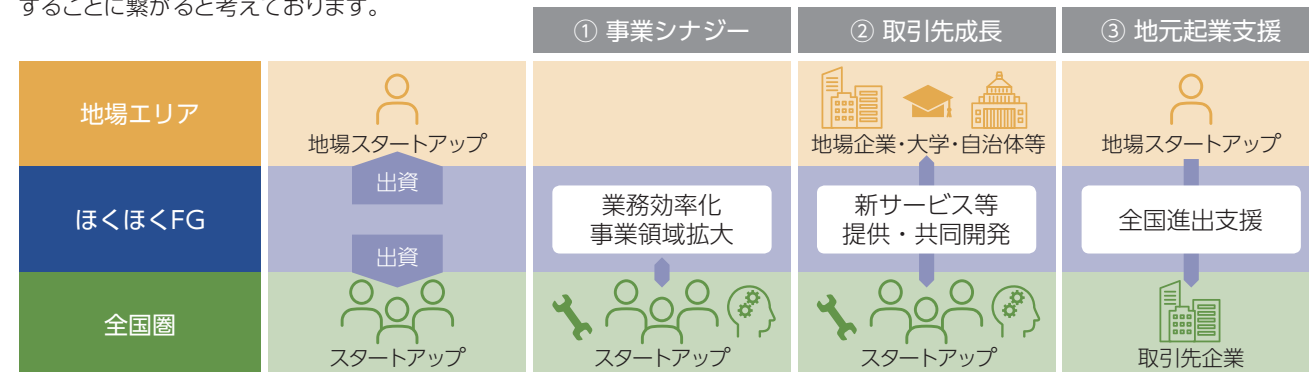 することに繋がると考えております。
① 事業シナジー
② 取引先成長
③ 地元起業支援
地場エリア
地場スタートアップ
地場企業・大学・自治体等
地場スタートアップ
ほくほくFG
出資
出資
業務効率化
事業領域拡大
新サービス等
提供・共同開発
全国進出支援
全国圏
スタートアップ
スタートアップ
スタートアップ
取引先企業